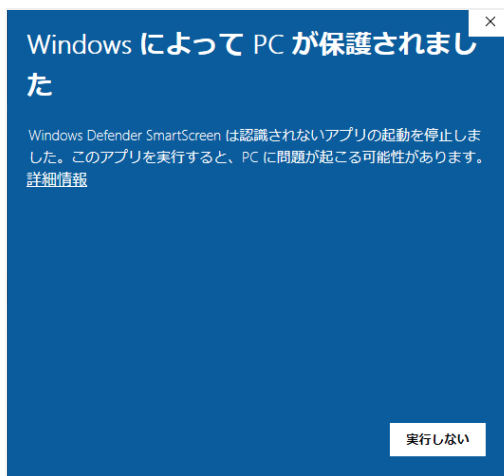 Windows によって PC が保護されまし
た
Windows Defender SmartScreen は認識されないアプリの起動を停止しま
した。このアプリを実行すると、PC に問題が起こる可能性があります。
詳細情報
実行しない